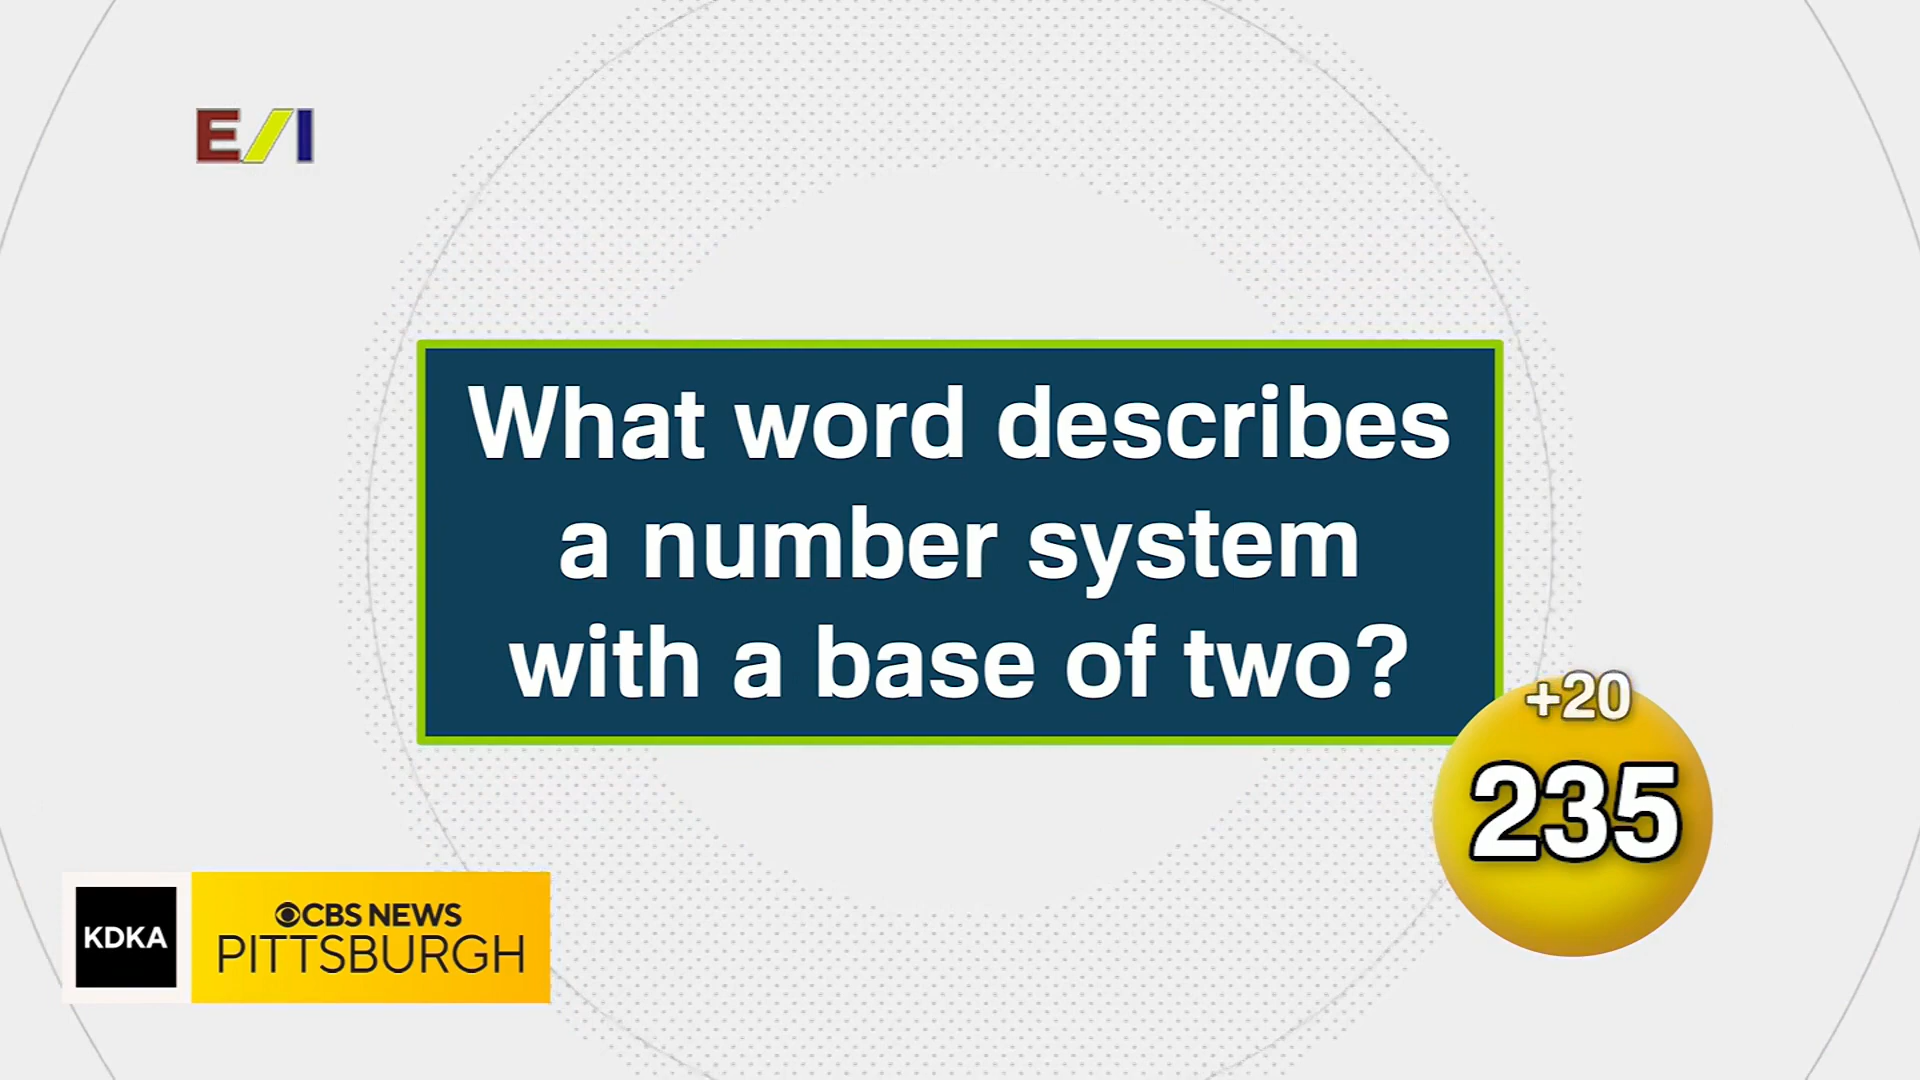 E/I
What word describes
a number system
with a base of two?
+20
235
KDKA
CBS NEWS
PITTSBURGH